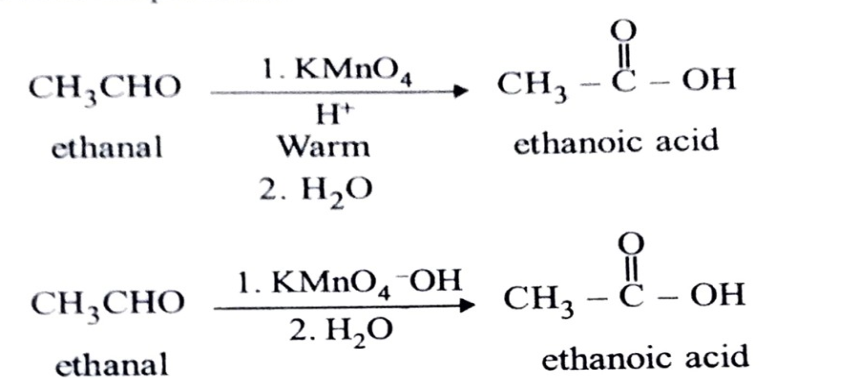 O
1. KMnO₄
CH₃CHO
CH₃ – C – OH
H⁺
ethanal
Warm
ethanoic acid
2. H₂O
O
1. KMnO₄ ⁻OH
CH₃CHO
CH₃ – C – OH
2. H₂O
ethanal
ethanoic acid